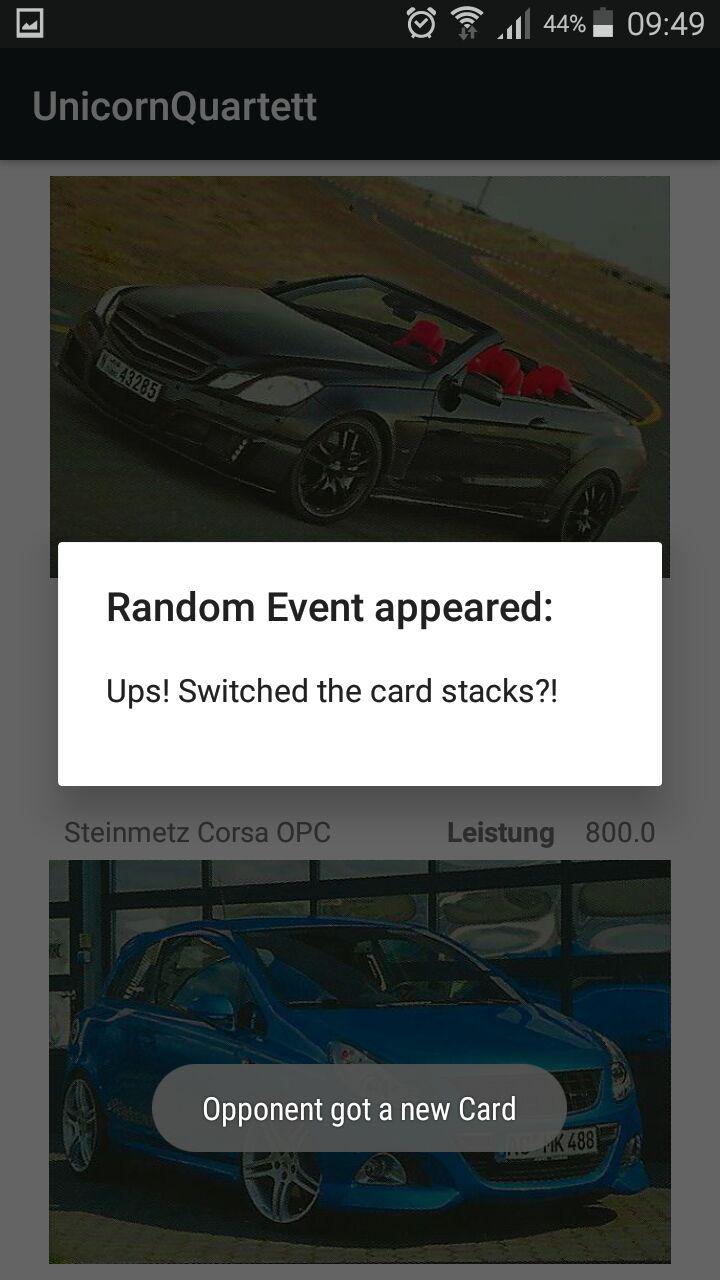 44% 09:49
UnicornQuartett
43285
Random Event appeared:
Ups! Switched the card stacks?!
Steinmetz Corsa OPC Leistung 800.0
Opponent got a new Card
MK 488